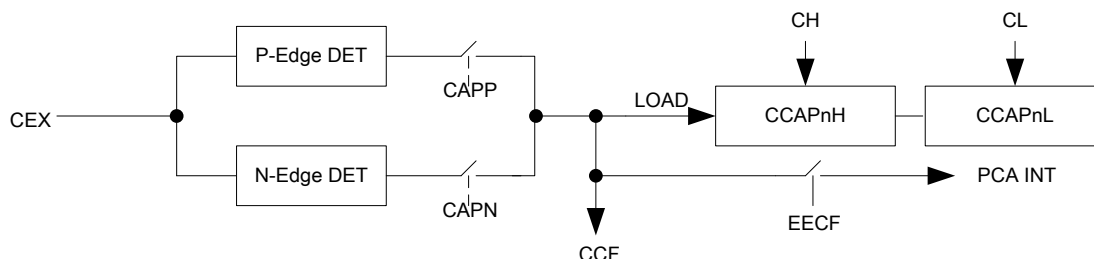 CH
CL
P-Edge DET
CAPP
CEX
LOAD
CCAPnH
CCAPnL
N-Edge DET
CAPN
PCA INT
EECF
CCF